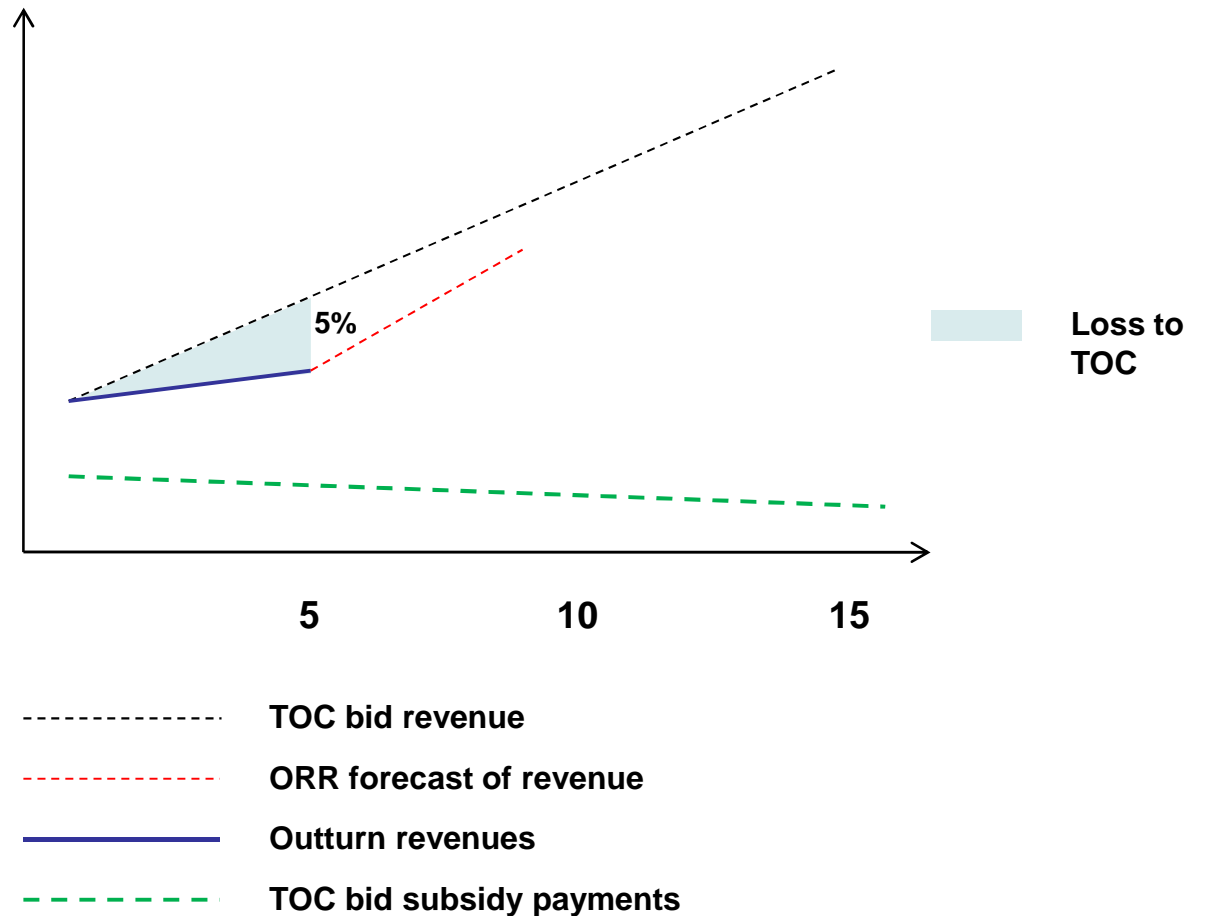 5%
Loss to
TOC
5 10 15
TOC bid revenue
ORR forecast of revenue
Outturn revenues
TOC bid subsidy payments